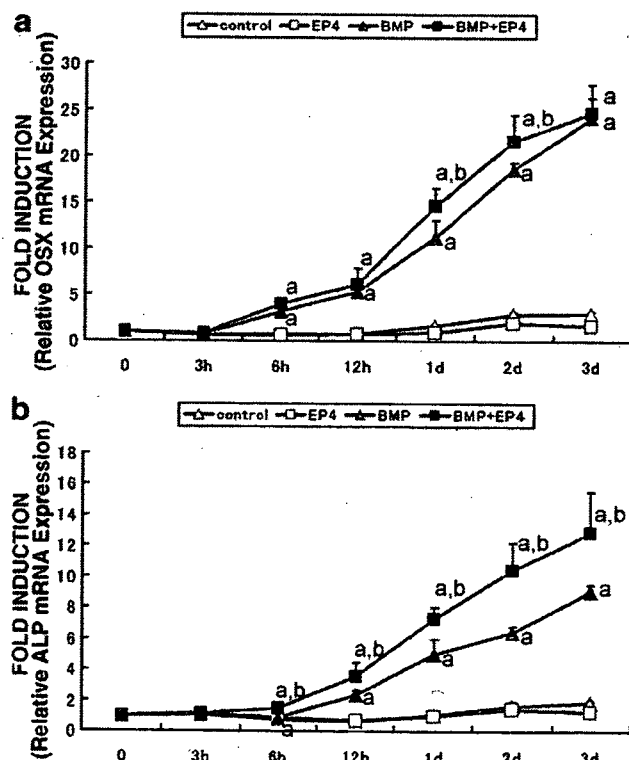 a
control EP4 BMP BMP+EP4
FOLD INDUCTION
(Relative OSX mRNA Expression)
30
25
20
15
10
5
0
a
a
a
a
a,b
a
a,b
a
a
a
0 3h 6h 12h 1d 2d 3d
b
control EP4 BMP BMP+EP4
FOLD INDUCTION
(Relative ALP mRNA Expression)
18
16
14
12
10
8
6
4
2
0
a,b
a
a,b
a
a,b
a
a,b
a
a,b
a
0 3h 6h 12h 1d 2d 3d